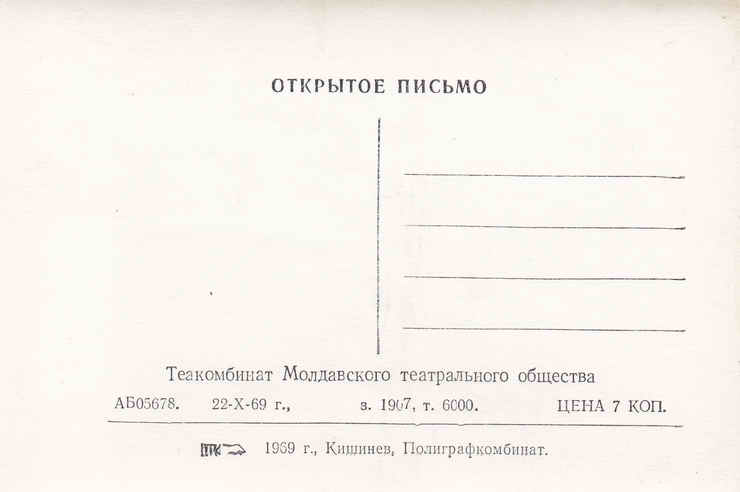 ОТКРЫТОЕ ПИСЬМО
Теакомбинат Молдавского театрального общества
АБ05678. 22-X-69 г., з. 1907, т. 6000. ЦЕНА 7 КОП.
1969 г., Кишинев, Полиграфкомбинат.